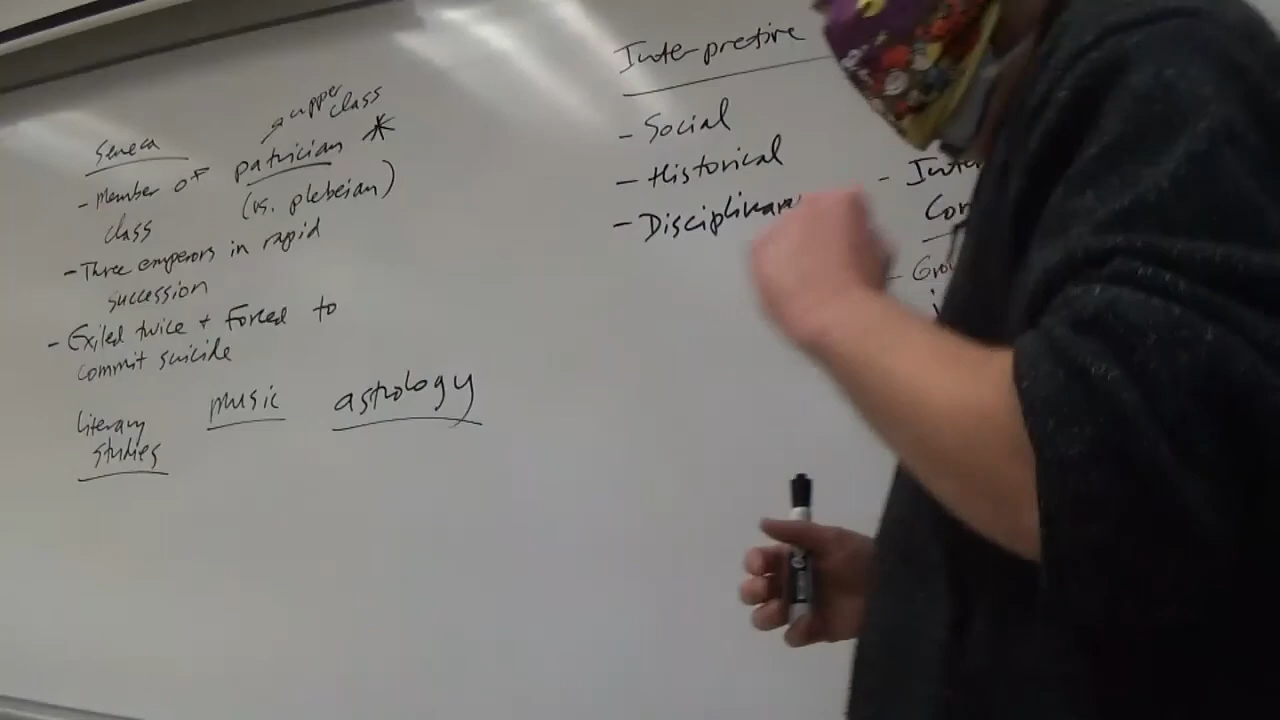 Seneca
→ upper class
- Member of patrician *
class (vs. plebeian)
- Three emperors in rapid
succession
- Exiled twice + Forced to
commit suicide
literary
studies
music
astrology
Interpretive
- Social
- Historical
- Disciplinary